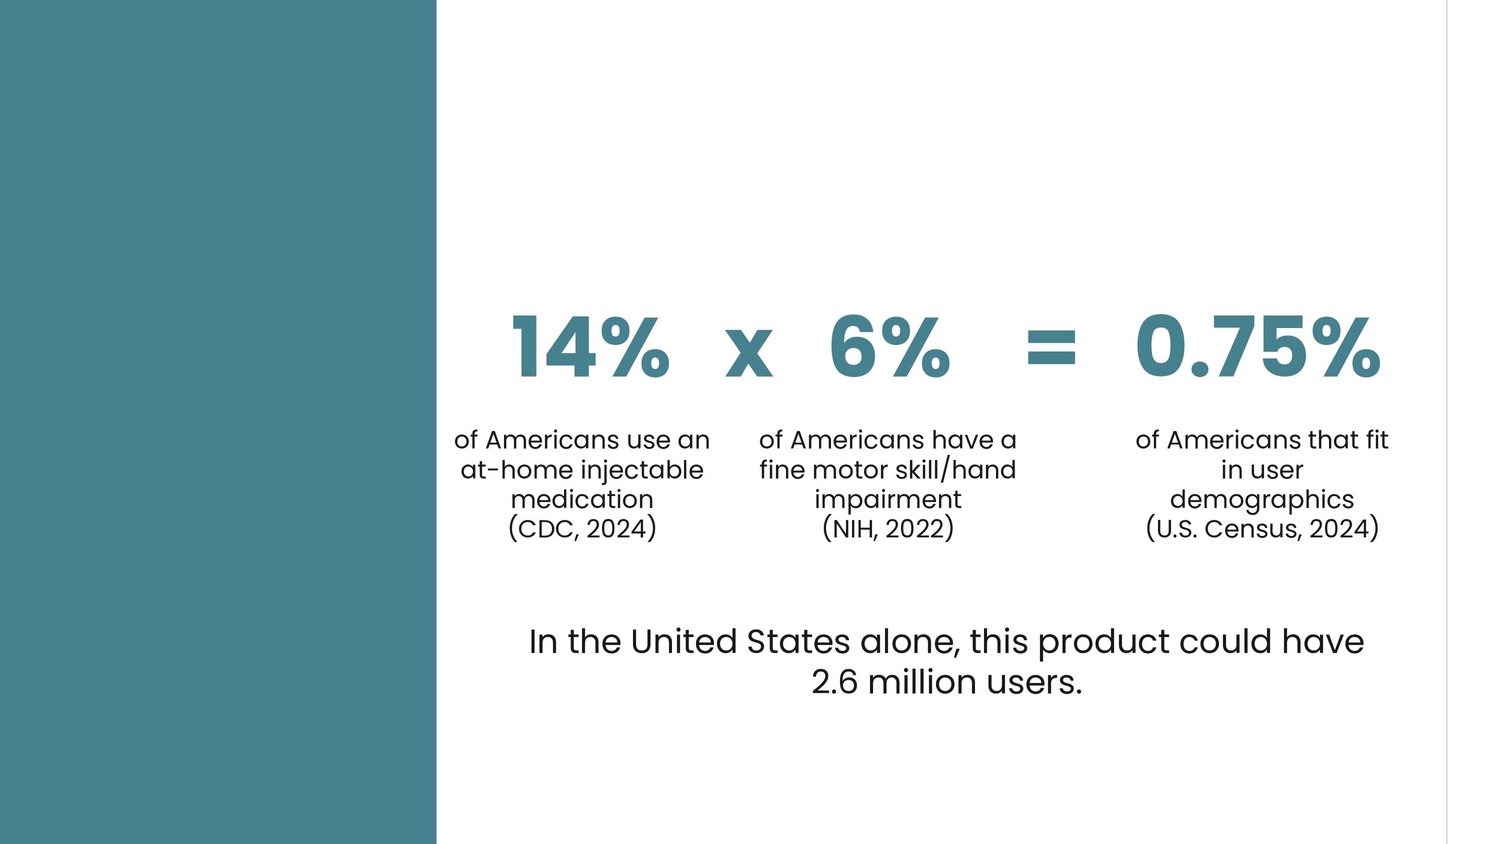 14% x 6% = 0.75%
of Americans use an
at-home injectable
medication
(CDC, 2024)
of Americans have a
fine motor skill/hand
impairment
(NIH, 2022)
of Americans that fit
in user
demographics
(U.S. Census, 2024)
In the United States alone, this product could have
2.6 million users.